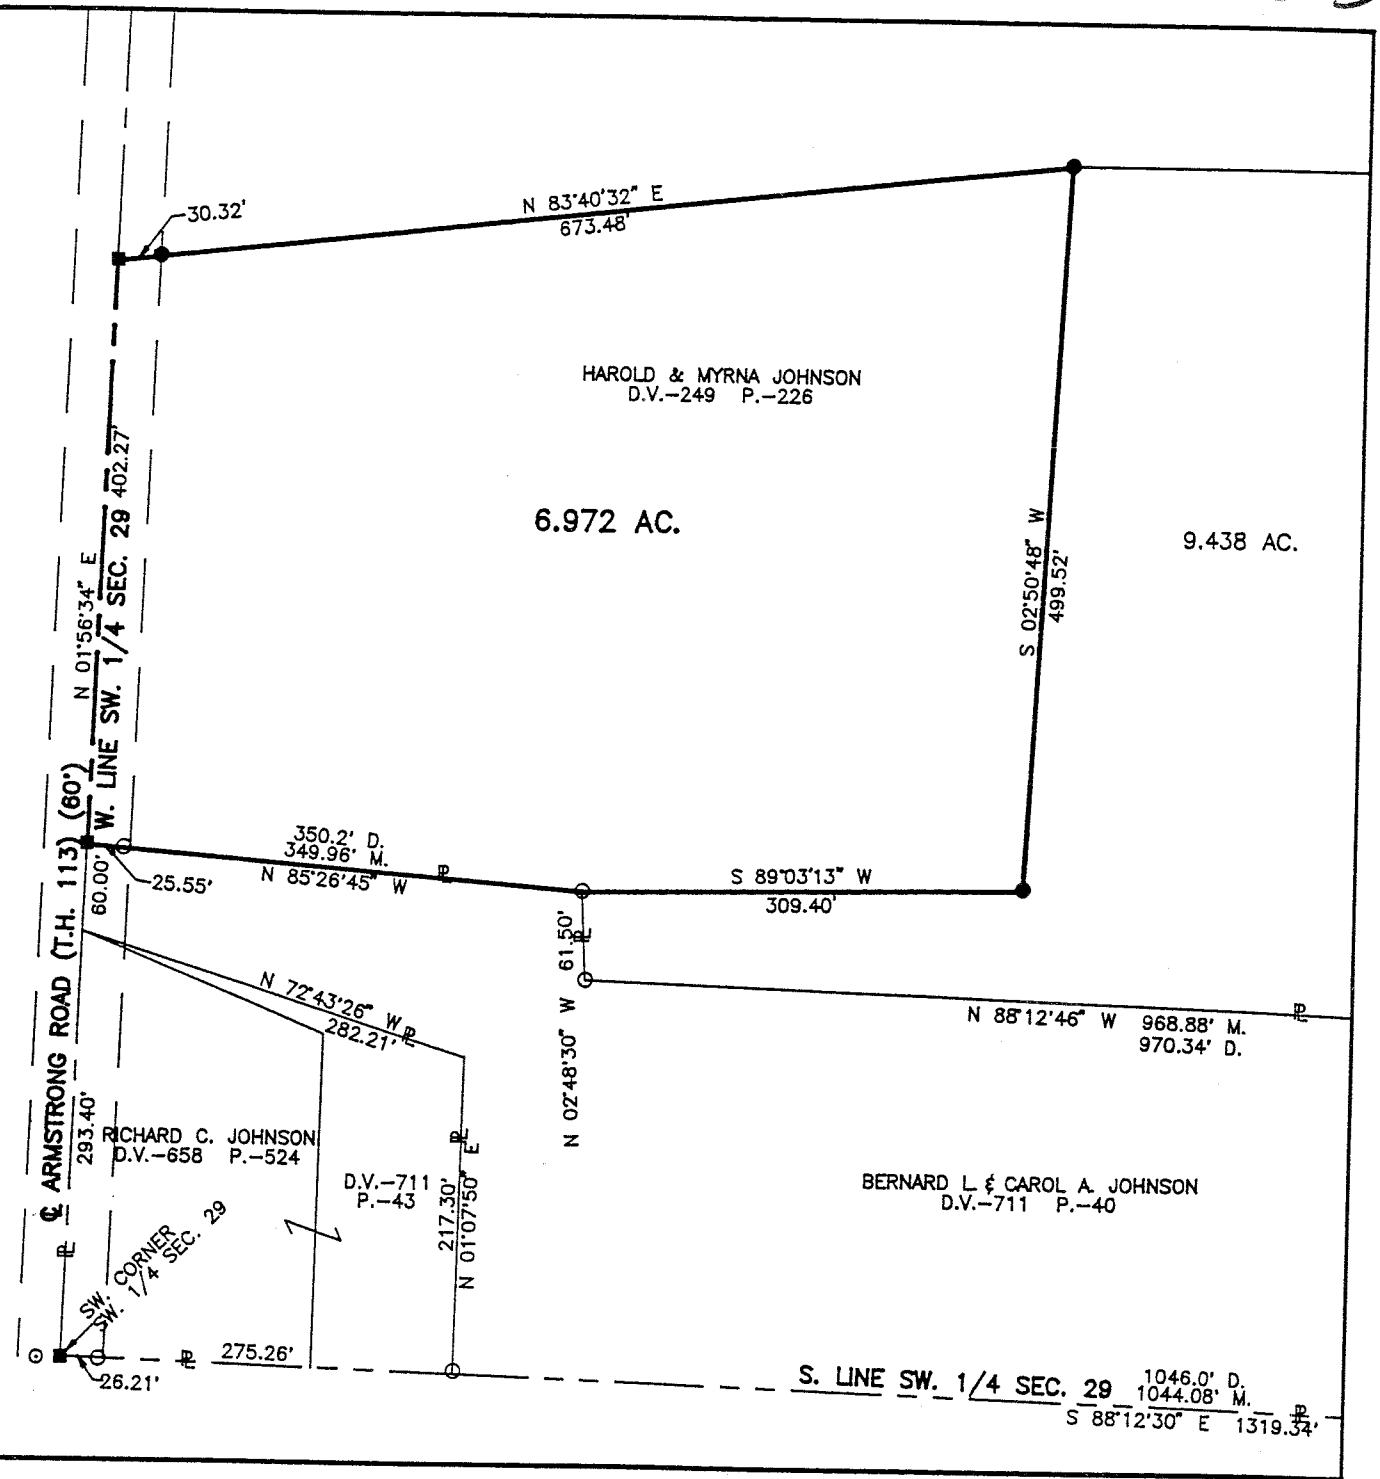 30.32'
N 83°40'32" E
673.48'
HAROLD & MYRNA JOHNSON
D.V.-249 P.-226
6.972 AC.
9.438 AC.
S 02°50'48" W
499.52'
N 01°56'34" E
W. LINE SW. 1/4 SEC. 29
402.27'
350.2' D.
349.96' M.
N 85°26'45" W
25.55'
60.00'
S 89°03'13" W
309.40'
61.50'
N 02°48'30" W
N 72°43'26" W
282.21'
N 88°12'46" W
968.88' M.
970.34' D.
℄ ARMSTRONG ROAD (T.H. 113) (60')
293.40'
RICHARD C. JOHNSON
D.V.-658 P.-524
D.V.-711
P.-43
217.30'
N 01°07'50" E
BERNARD L. & CAROL A. JOHNSON
D.V.-711 P.-40
SW. CORNER
SW. 1/4 SEC. 29
275.26'
26.21'
S. LINE SW. 1/4 SEC. 29
1046.0' D.
1044.08' M.
S 88°12'30" E 1319.34'